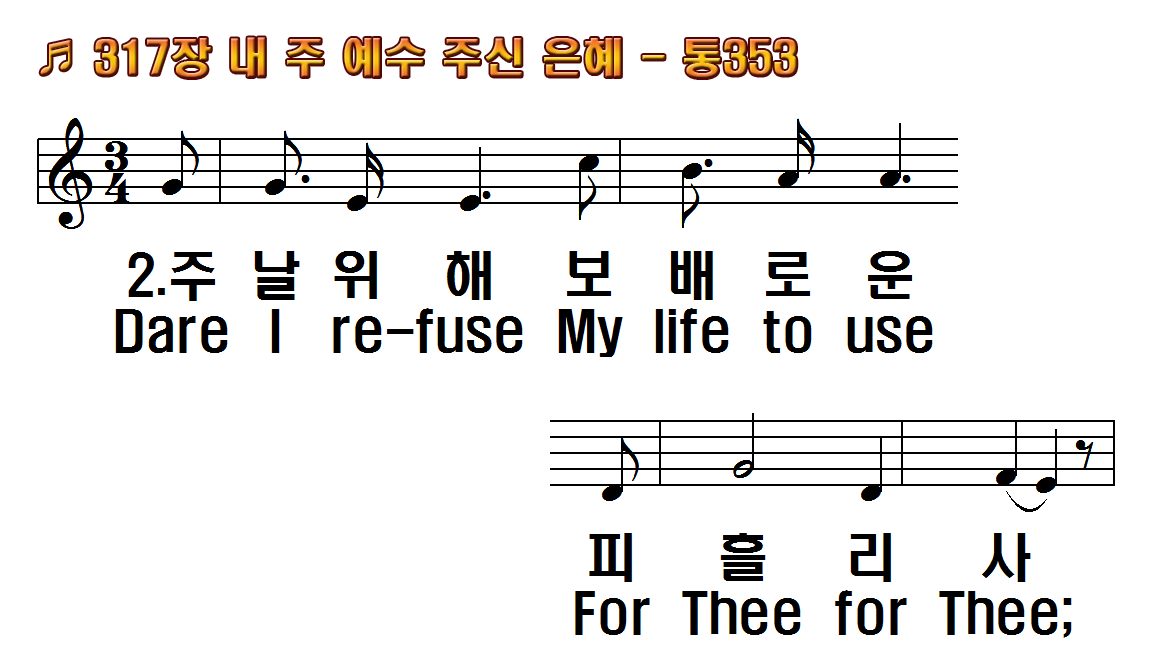 ♬ 317장 내 주 예수 주신 은혜 - 통353
3
4
2.주 날 위 해 보 배 로 운
Dare I re-fuse My life to use
피 흘 리 사
For Thee for Thee;